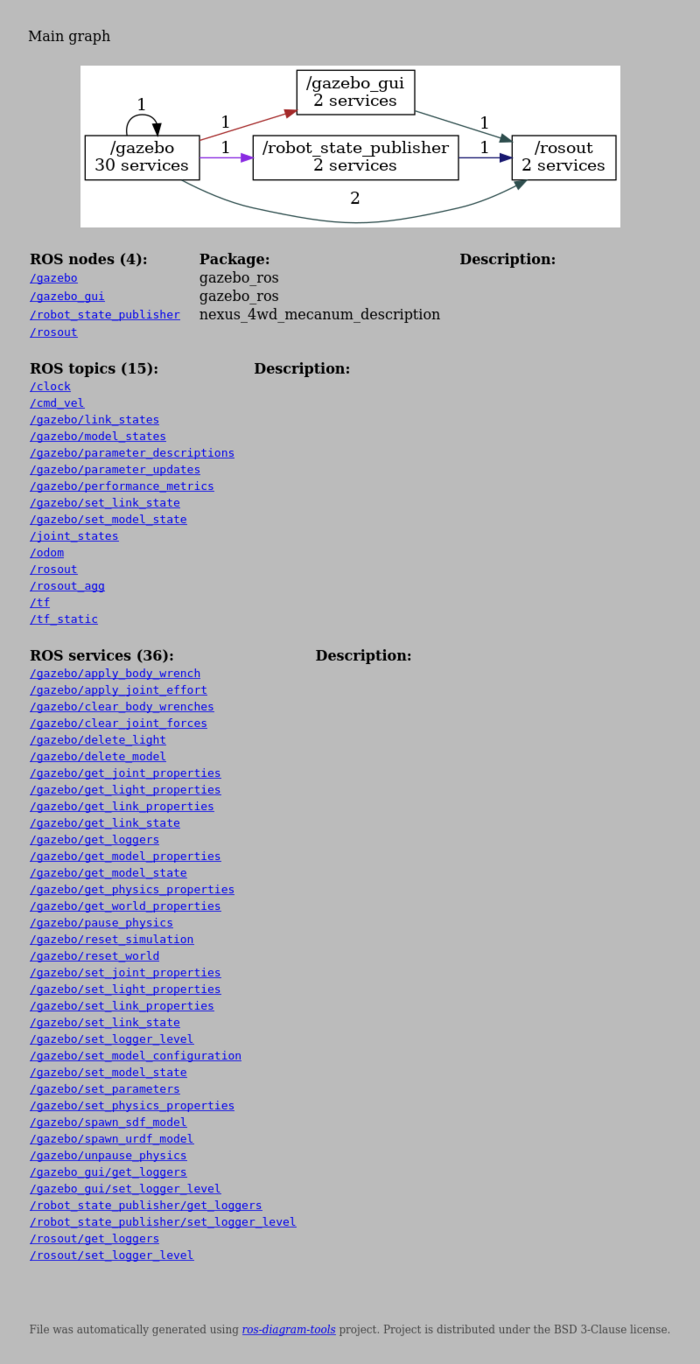 Main graph
/gazebo_gui
2 services
1
1
1
/gazebo
30 services
1
/robot_state_publisher
2 services
1
/rosout
2 services
2
ROS nodes (4): Package: Description:
/gazebo gazebo_ros
/gazebo_gui gazebo_ros
/robot_state_publisher nexus_4wd_mecanum_description
/rosout
ROS topics (15): Description:
/clock
/cmd_vel
/gazebo/link_states
/gazebo/model_states
/gazebo/parameter_descriptions
/gazebo/parameter_updates
/gazebo/performance_metrics
/gazebo/set_link_state
/gazebo/set_model_state
/joint_states
/odom
/rosout
/rosout_agg
/tf
/tf_static
ROS services (36): Description:
/gazebo/apply_body_wrench
/gazebo/apply_joint_effort
/gazebo/clear_body_wrenches
/gazebo/clear_joint_forces
/gazebo/delete_light
/gazebo/delete_model
/gazebo/get_joint_properties
/gazebo/get_light_properties
/gazebo/get_link_properties
/gazebo/get_link_state
/gazebo/get_loggers
/gazebo/get_model_properties
/gazebo/get_model_state
/gazebo/get_physics_properties
/gazebo/get_world_properties
/gazebo/pause_physics
/gazebo/reset_simulation
/gazebo/reset_world
/gazebo/set_joint_properties
/gazebo/set_light_properties
/gazebo/set_link_properties
/gazebo/set_link_state
/gazebo/set_logger_level
/gazebo/set_model_configuration
/gazebo/set_model_state
/gazebo/set_parameters
/gazebo/set_physics_properties
/gazebo/spawn_sdf_model
/gazebo/spawn_urdf_model
/gazebo/unpause_physics
/gazebo_gui/get_loggers
/gazebo_gui/set_logger_level
/robot_state_publisher/get_loggers
/robot_state_publisher/set_logger_level
/rosout/get_loggers
/rosout/set_logger_level
File was automatically generated using ros-diagram-tools project. Project is distributed under the BSD 3-Clause license.